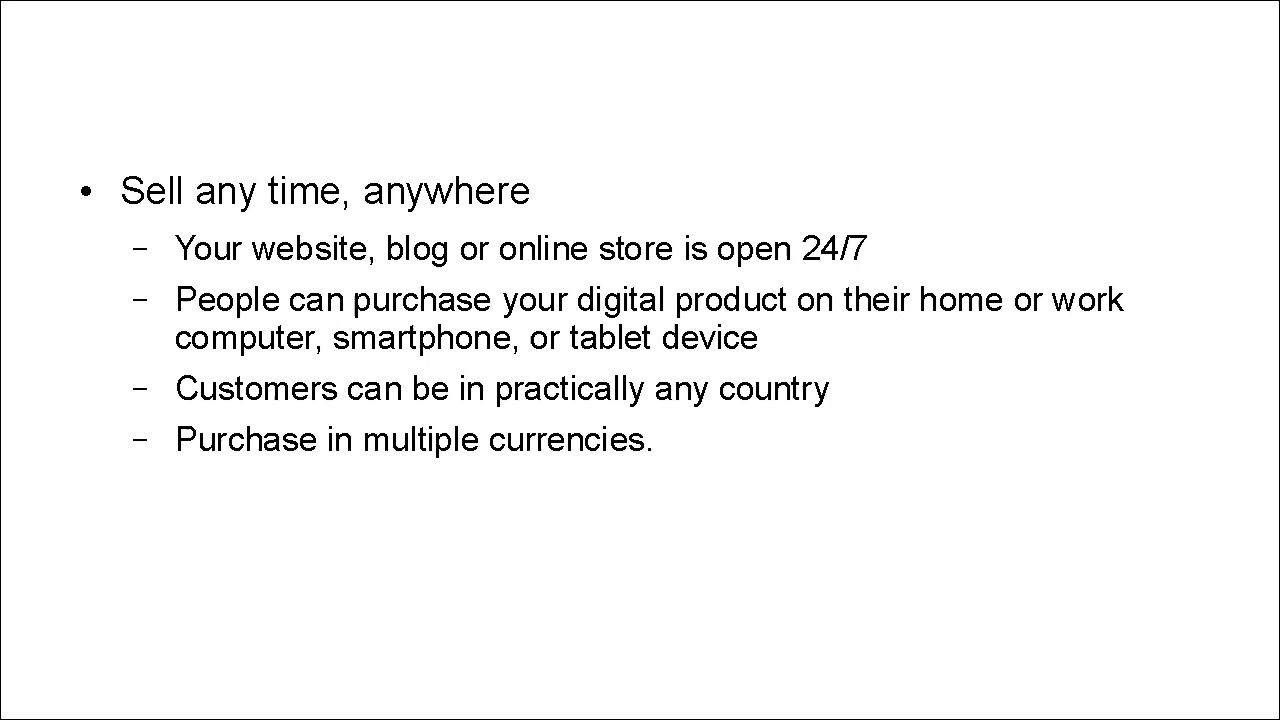 • Sell any time, anywhere
– Your website, blog or online store is open 24/7
– People can purchase your digital product on their home or work
computer, smartphone, or tablet device
– Customers can be in practically any country
– Purchase in multiple currencies.